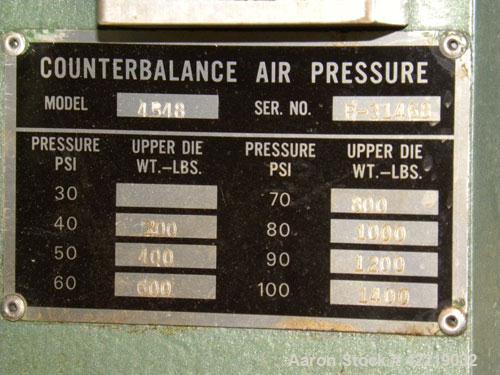 COUNTERBALANCE AIR PRESSURE
MODEL 4548 SER. NO.
PRESSURE PSI UPPER DIE WT.-LBS. PRESSURE PSI UPPER DIE WT.-LBS.
30 70 800
40 200 80 1000
50 400 90 1200
60 600 100 1400
Aaron Stock # 42719002